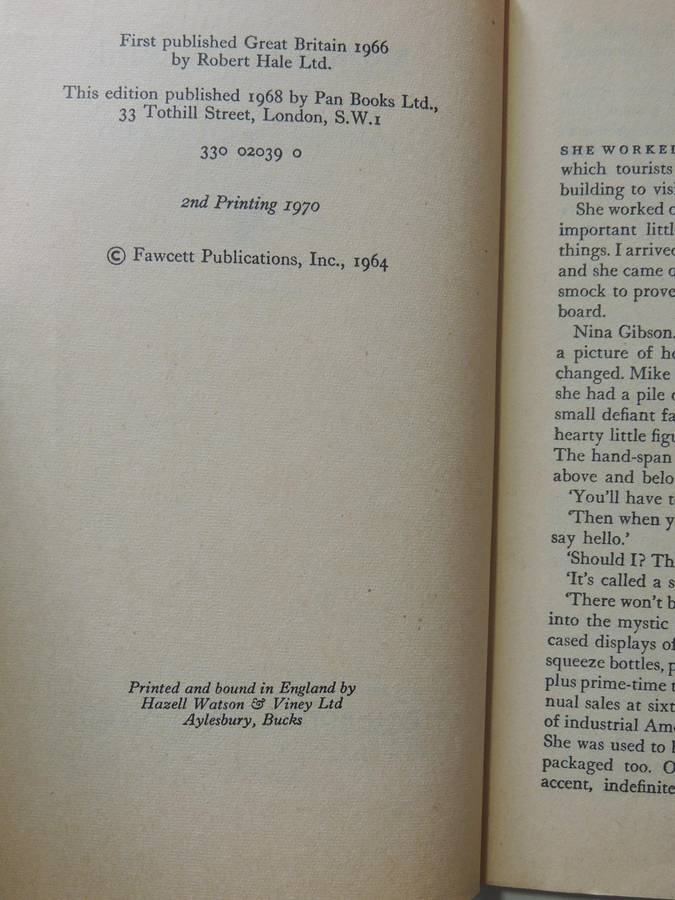 First published Great Britain 1966
by Robert Hale Ltd.
This edition published 1968 by Pan Books Ltd.,
33 Tothill Street, London, S.W.1
330 02039 0
2nd Printing 1970
© Fawcett Publications, Inc., 1964
Printed and bound in England by
Hazell Watson & Viney Ltd
Aylesbury, Bucks
SHE WORKED
which tourists
building to visi
She worked o
important littl
things. I arrived
and she came o
smock to prove
board.
Nina Gibson.
a picture of he
changed. Mike
she had a pile o
small defiant fa
hearty little figu
The hand-span
above and belo
'You'll have t
'Then when y
say hello.'
'Should I? Th
'It's called a s
'There won't b
into the mystic
cased displays of
squeeze bottles, p
plus prime-time t
nual sales at sixt
of industrial Ame
She was used to h
packaged too. O
accent, indefinite